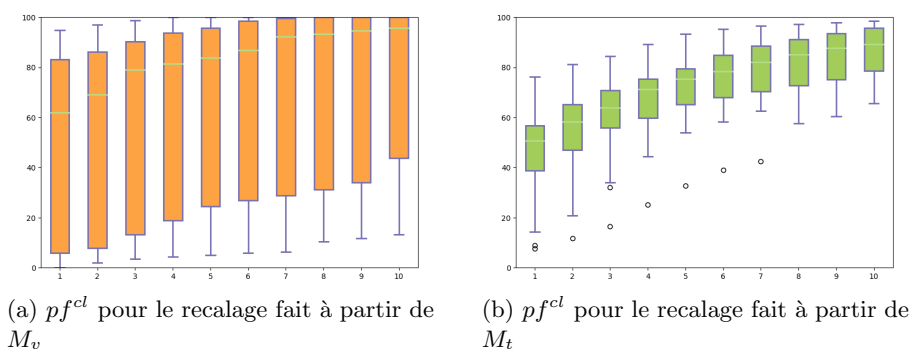 100
80
60
40
20
0
1 2 3 4 5 6 7 8 9 10
(a) pf^{cl} pour le recalage fait à partir de
M_v
100
80
60
40
20
0
1 2 3 4 5 6 7 8 9 10
(b) pf^{cl} pour le recalage fait à partir de
M_t